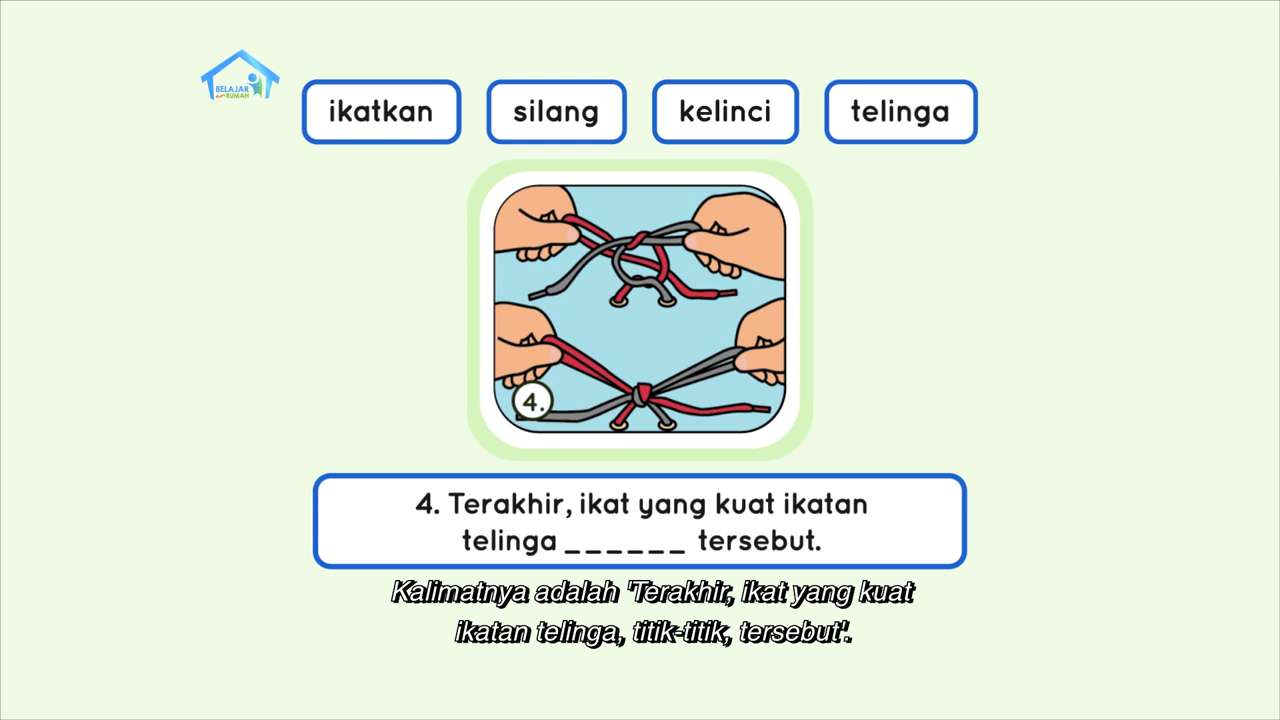 BELAJAR
dari RUMAH
ikatkan
silang
kelinci
telinga
4.
4. Terakhir, ikat yang kuat ikatan
telinga ______ tersebut.
Kalimatnya adalah 'Terakhir, ikat yang kuat
ikatan telinga, titik-titik, tersebut'.